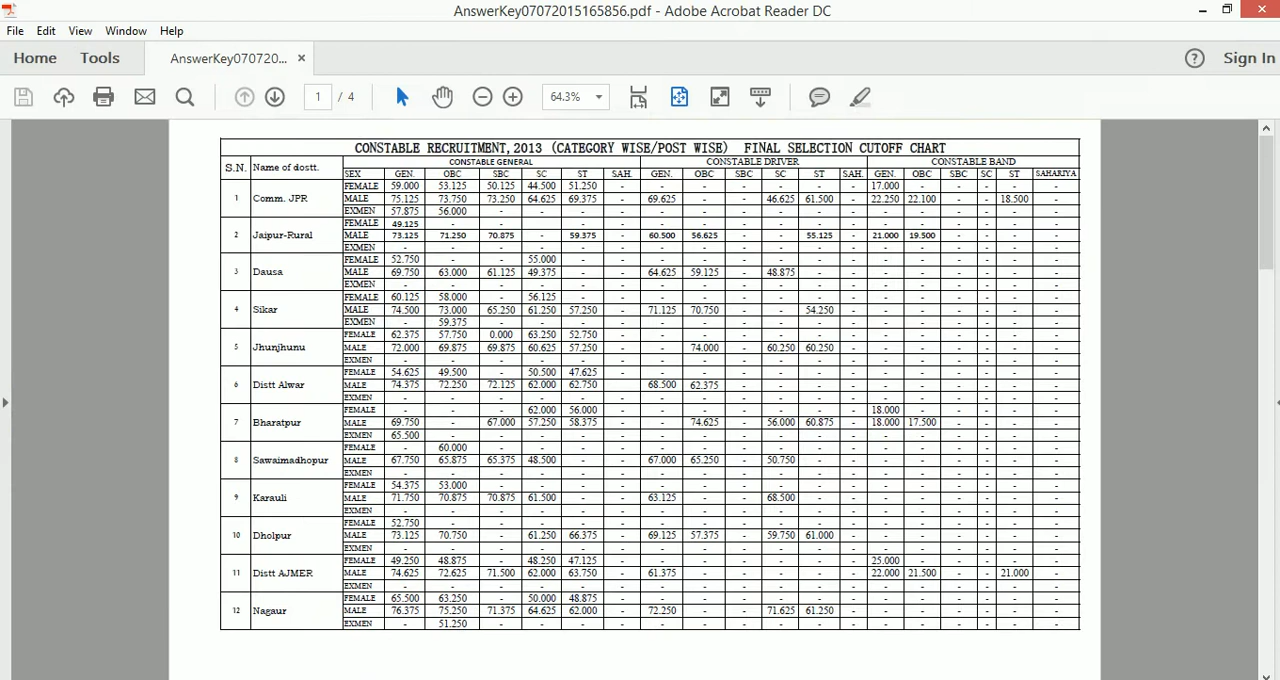 AnswerKey07072015165856.pdf - Adobe Acrobat Reader DC
File Edit View Window Help
Home Tools AnswerKey070720... × ? Sign In
1 / 4 64.3%
CONSTABLE RECRUITMENT,2013 (CATEGORY WISE/POST WISE) FINAL SELECTION CUTOFF CHART
S.N. Name of dostt. CONSTABLE GENERAL CONSTABLE DRIVER CONSTABLE BAND
SEX GEN. OBC SBC SC ST SAH. GEN. OBC SBC SC ST SAH. GEN. OBC SBC SC ST SAHARIYA
1 Comm. JPR
FEMALE 59.000 53.125 50.125 44.500 51.250 - - - - - - - 17.000 - - - - -
MALE 75.125 73.750 73.250 64.625 69.375 - 69.625 - - 46.625 61.500 - 22.250 22.100 - - 18.500 -
EXMEN 57.875 56.000 - - - - - - - - - - - - - - - -
2 Jaipur-Rural
FEMALE 49.125 - - - - - - - - - - - - - - - - -
MALE 73.125 71.250 70.875 - 59.375 - 60.500 56.625 - - 55.125 - 21.000 19.500 - - - -
EXMEN - - - - - - - - - - - - - - - - - -
3 Dausa
FEMALE 52.750 - - 55.000 - - - - - - - - - - - - - -
MALE 69.750 63.000 61.125 49.375 - - 64.625 59.125 - 48.875 - - - - - - - -
EXMEN - - - - - - - - - - - - - - - - - -
4 Sikar
FEMALE 60.125 58.000 - 56.125 - - - - - - - - - - - - - -
MALE 74.500 73.000 65.250 61.250 57.250 - 71.125 70.750 - - 54.250 - - - - - - -
EXMEN 59.375 - - - - - - - - - - - - - - - -
5 Jhunjhunu
FEMALE 62.375 57.750 0.000 63.250 52.750 - - - - - - - - - - - - -
MALE 72.000 69.875 69.875 60.625 57.250 - 74.000 - 60.250 60.250 - - - - - - -
EXMEN - - - - - - - - - - - - - - - - - -
6 Distt Alwar
FEMALE 54.625 49.500 - 50.500 47.625 - - - - - - - - - - - - -
MALE 74.375 72.250 72.125 62.000 62.750 - 68.500 62.375 - - - - - - - - - -
EXMEN - - - - - - - - - - - - - - - - - -
7 Bharatpur
FEMALE - - - 62.000 56.000 - - - - - - - 18.000 - - - - -
MALE 69.750 - 67.000 57.250 58.375 - - 74.625 - 56.000 60.875 - 18.000 17.500 - - - -
EXMEN 65.500 - - - - - - - - - - - - - - - - -
8 Sawaimadhopur
FEMALE - 60.000 - - - - - - - - - - - - - - - -
MALE 67.750 65.875 65.375 48.500 - - 67.000 65.250 - 50.750 - - - - - - - -
EXMEN - - - - - - - - - - - - - - - - - -
9 Karauli
FEMALE 54.375 53.000 - - - - - - - - - - - - - - - -
MALE 71.750 70.875 70.875 61.500 - - 63.125 - - 68.500 - - - - - - - -
EXMEN - - - - - - - - - - - - - - - - - -
10 Dholpur
FEMALE 52.750 - - - - - - - - - - - - - - - - -
MALE 73.125 70.750 - 61.250 66.375 - 69.125 57.375 - 59.750 61.000 - - - - - - -
EXMEN - - - - - - - - - - - - - - - - - -
11 Distt AJMER
FEMALE 49.250 48.875 - 48.250 47.125 - - - - - - - 25.000 - - - - -
MALE 74.625 72.625 71.500 62.000 63.750 - 61.375 - - - - - 22.000 21.500 - - 21.000 -
EXMEN - - - - - - - - - - - - - - - - - -
12 Nagaur
FEMALE 65.500 63.250 - 50.000 48.875 - - - - - - - - - - - - -
MALE 76.375 75.250 71.375 64.625 62.000 - 72.250 - - 71.625 61.250 - - - - - - -
EXMEN - 51.250 - - - - - - - - - - - - - - - -